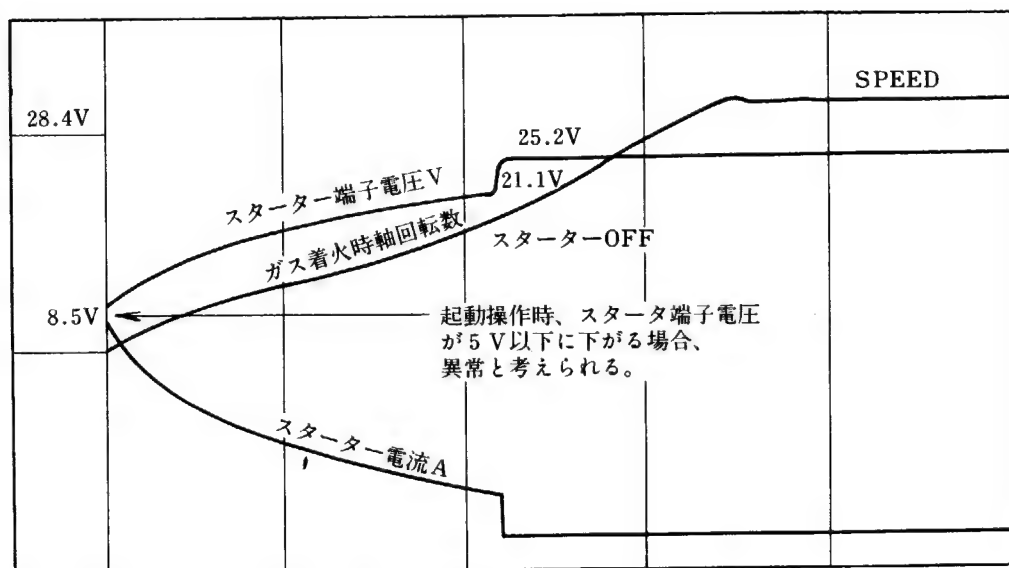 SPEED
28.4V
25.2V
スターター端子電圧V
21.1V
ガス着火時軸回転数
スターターOFF
8.5V
起動操作時、スタータ端子電圧
が5V以下に下がる場合、
異常と考えられる。
スターター電流A